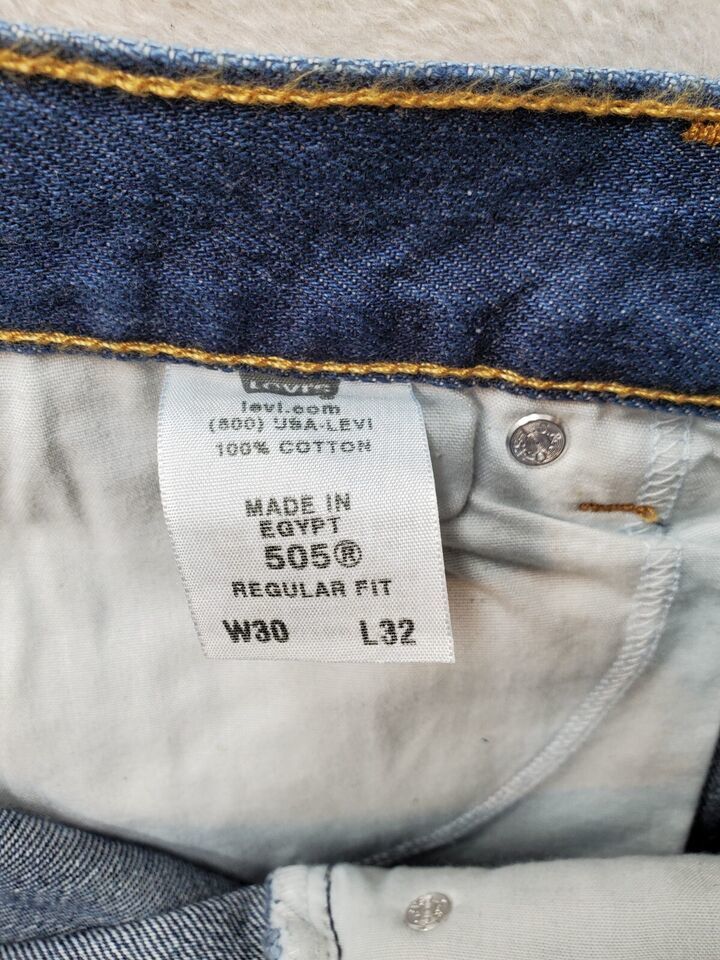 Levi's
levi.com
(800) USA-LEVI
100% COTTON
MADE IN
EGYPT
505®
REGULAR FIT
W30 L32